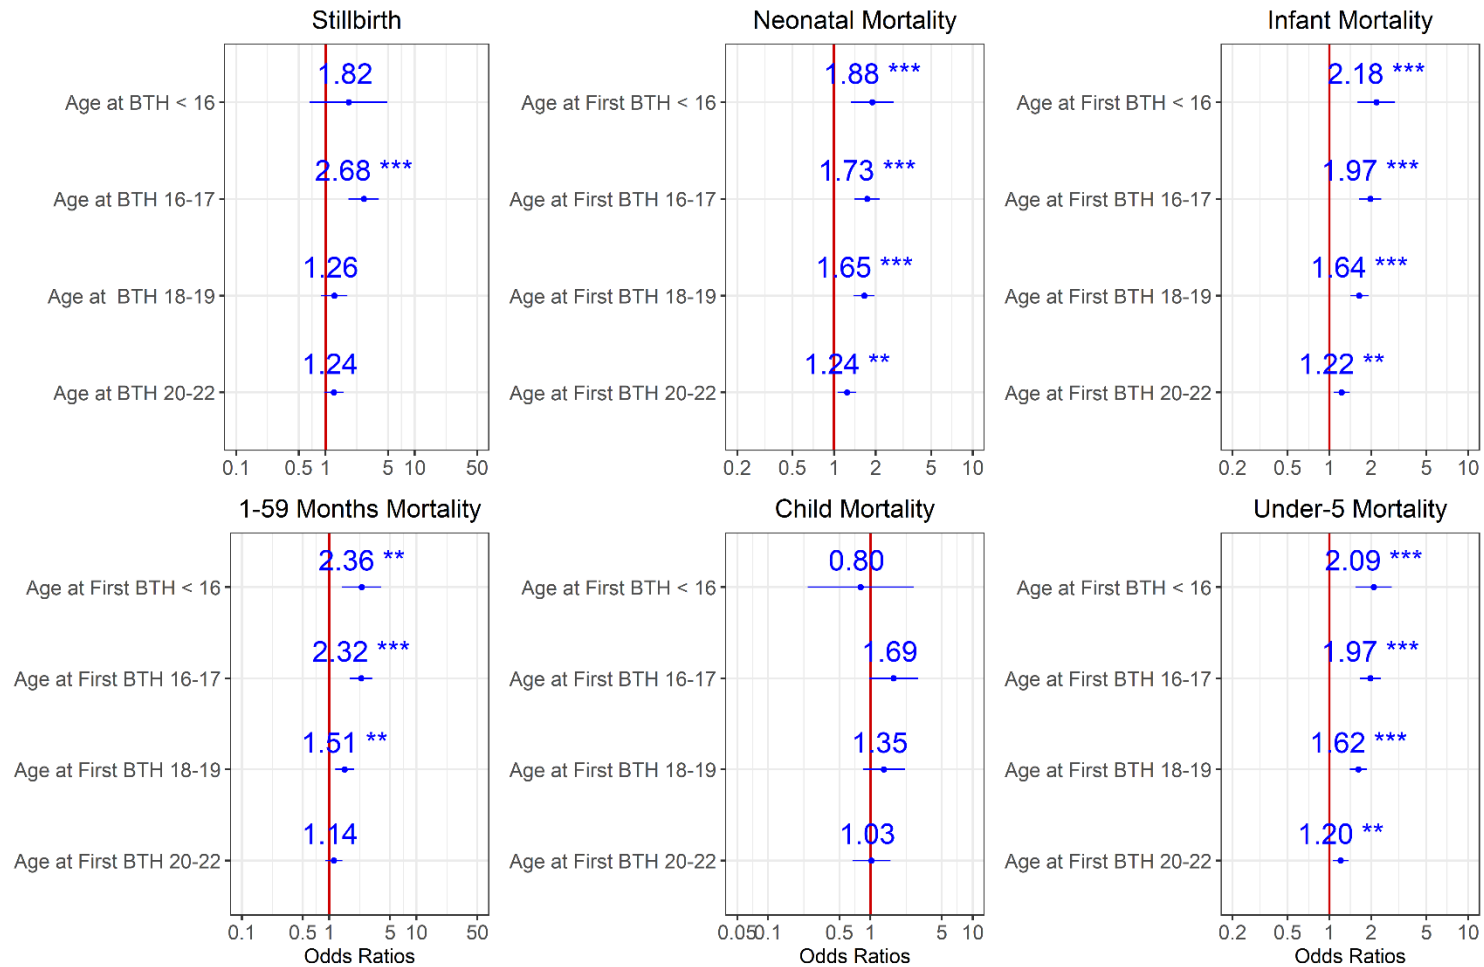 Stillbirth
1.82
Age at BTH < 16
2.68 ***
Age at BTH 16-17
1.26
Age at  BTH 18-19
1.24
Age at BTH 20-22
0.1 0.5 1 5 10 50
Neonatal Mortality
1.88 ***
Age at First BTH < 16
1.73 ***
Age at First BTH 16-17
1.65 ***
Age at First BTH 18-19
1.24 **
Age at First BTH 20-22
0.2 0.5 1 2 5 10
Infant Mortality
2.18 ***
Age at First BTH < 16
1.97 ***
Age at First BTH 16-17
1.64 ***
Age at First BTH 18-19
1.22 **
Age at First BTH 20-22
0.2 0.5 1 2 5 10
1-59 Months Mortality
2.36 **
Age at First BTH < 16
2.32 ***
Age at First BTH 16-17
1.51 **
Age at First BTH 18-19
1.14
Age at First BTH 20-22
0.1 0.5 1 5 10 50
Odds Ratios
Child Mortality
0.80
Age at First BTH < 16
1.69
Age at First BTH 16-17
1.35
Age at First BTH 18-19
1.03
Age at First BTH 20-22
0.05 0.1 0.5 1 5 10
Odds Ratios
Under-5 Mortality
2.09 ***
Age at First BTH < 16
1.97 ***
Age at First BTH 16-17
1.62 ***
Age at First BTH 18-19
1.20 **
Age at First BTH 20-22
0.2 0.5 1 2 5 10
Odds Ratios